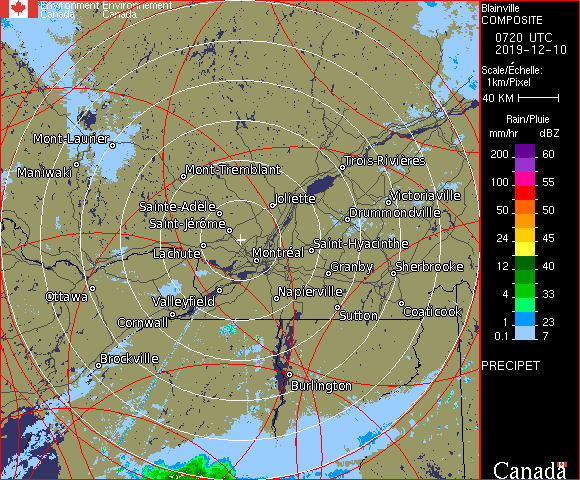 Environment Environnement
Canada Canada
Blainville
COMPOSITE
0720 UTC
2019-12-10
Scale/Échelle:
1km/Pixel
40 KM
Rain/Pluie
mm/hr dBZ
200 60
100 55
50 50
24 45
12 40
4 33
1 23
0.1 7
PRECIPET
Canada
Mont-Laurier
Maniwaki
Mont-Tremblant
Trois-Rivières
Sainte-Adèle
Joliette
Victoriaville
Drummondville
Saint-Jérôme
Lachute
Montréal
Saint-Hyacinthe
Granby
Sherbrooke
Ottawa
Valleyfield
Napierville
Cornwall
Sutton
Coaticook
Brockville
Burlington